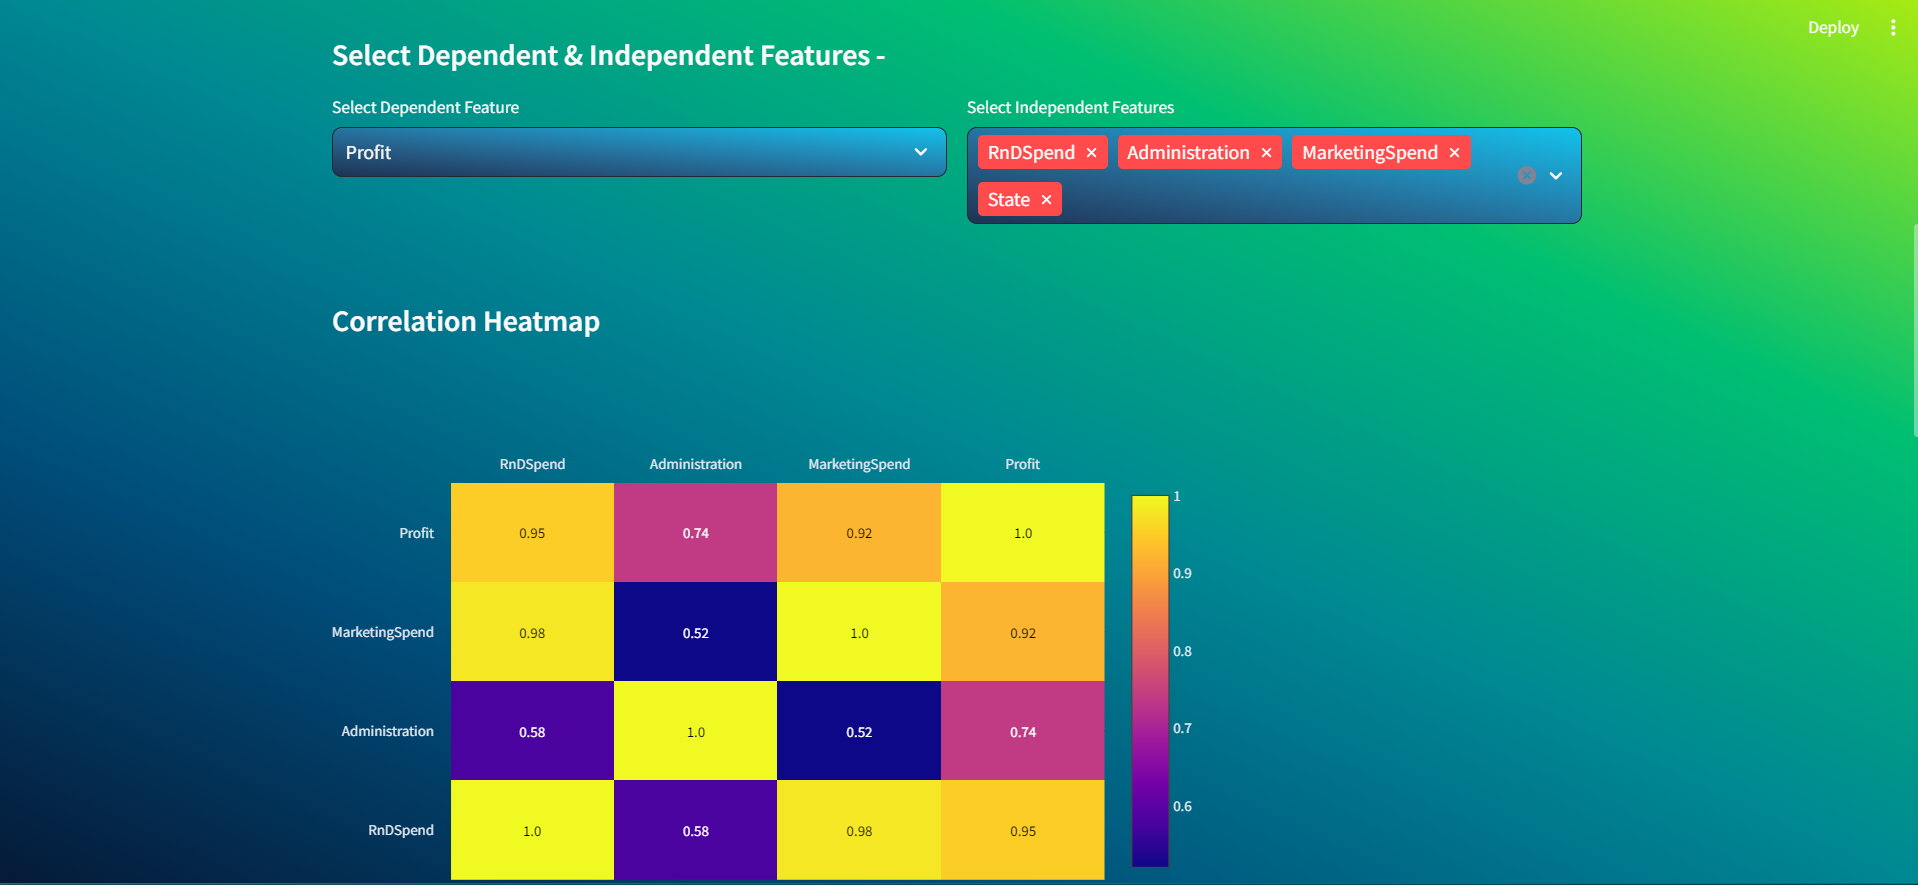 Deploy
Select Dependent & Independent Features -
Select Dependent Feature
Select Independent Features
Profit
RnDSpend
Administration
MarketingSpend
State
Correlation Heatmap
RnDSpend Administration MarketingSpend Profit
Profit 0.95 0.74 0.92 1.0
MarketingSpend 0.98 0.52 1.0 0.92
Administration 0.58 1.0 0.52 0.74
RnDSpend 1.0 0.58 0.98 0.95
1
0.9
0.8
0.7
0.6